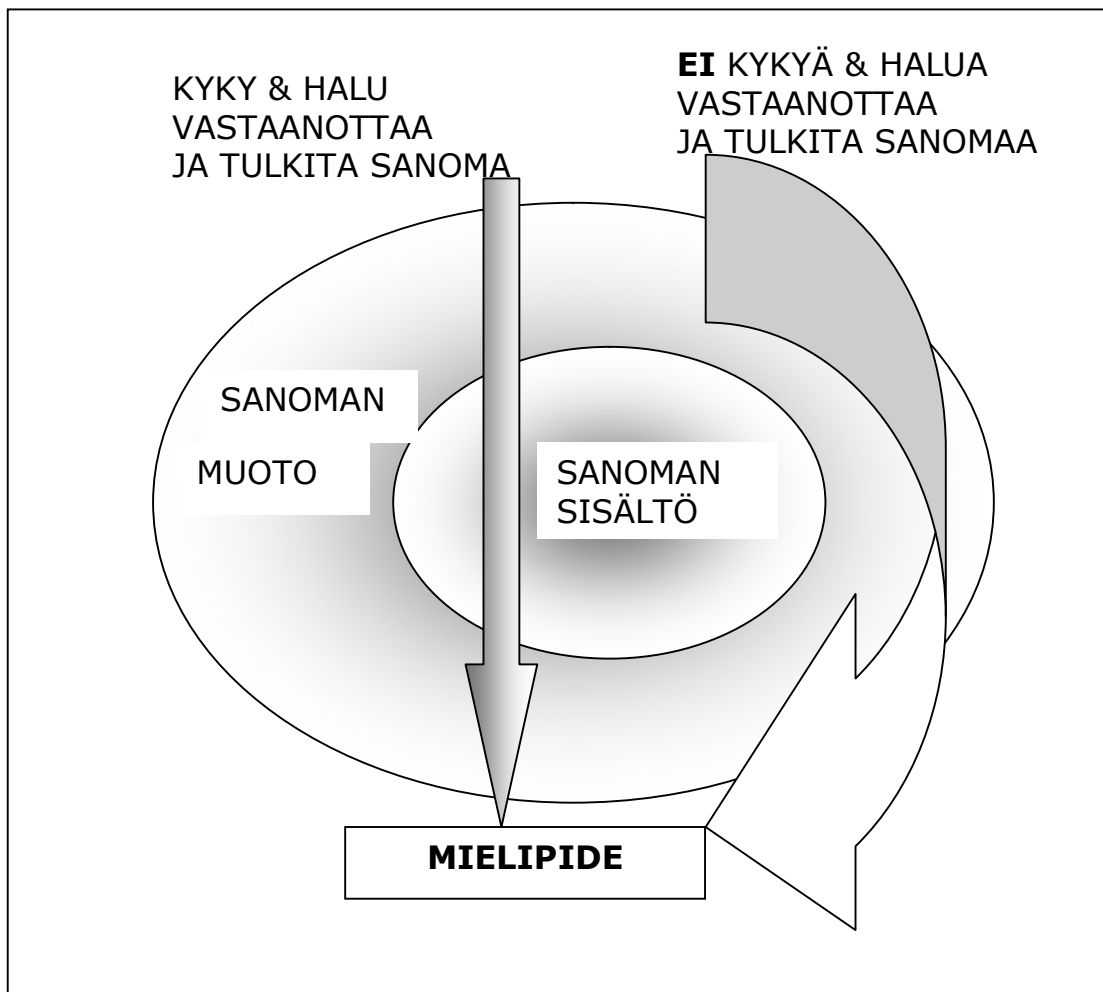 KYKY & HALU
VASTAANOTTAA
JA TULKITA SANOMA
EI KYKYÄ & HALUA
VASTAANOTTAA
JA TULKITA SANOMAA
SANOMAN
MUOTO
SANOMAN
SISÄLTÖ
MIELIPIDE